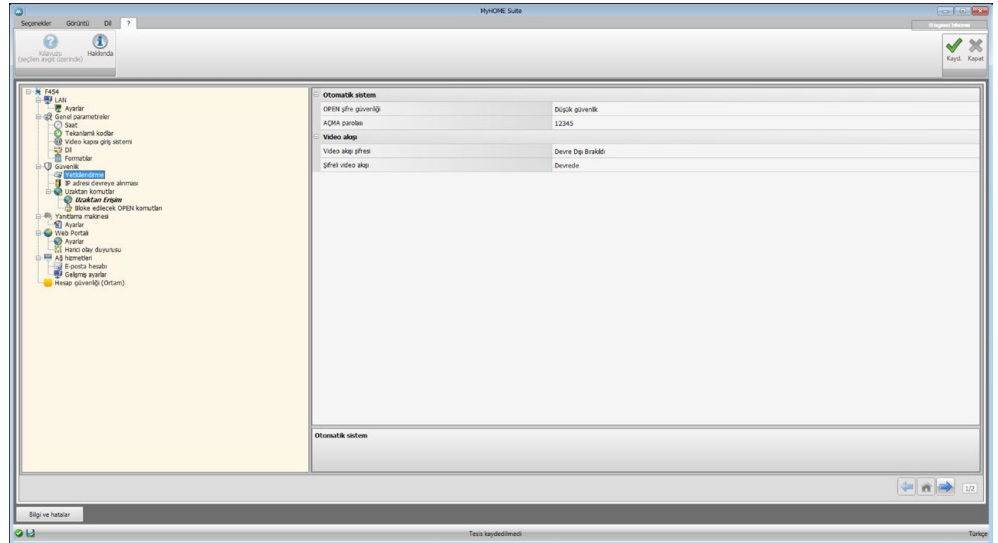 MyHOME Suite
Seçenekler Görüntü Dil ?
Kılavuzu Hakkında
(seçilen aygıt üzerinde)
Kayd. Kapat
F454
LAN
Ayarlar
Genel parametreler
Saat
Tekanlamlı kodlar
Video kapısı giriş sistemi
Dil
Formatlar
Güvenlik
Yetkilendirme
IP adresi devreye alınması
Uzaktan komutlar
Uzaktan Erişim
Bloke edilecek OPEN komutları
Yanıtlama makinesi
Ayarlar
Web Portalı
Ayarlar
Harici olay duyurusu
Ağ hizmetleri
E-posta hesabı
Gelişmiş ayarlar
Hesap güvenliği (Ortam)
Otomatik sistem
OPEN şifre güvenliği Düşük güvenlik
AÇMA parolası 12345
Video akışı
Video akışı şifresi Devre Dışı Bırakıldı
Şifreli video akışı Devrede
Otomatik sistem
1/2
Bilgi ve hatalar
Tesis kaydedilmedi Türkçe